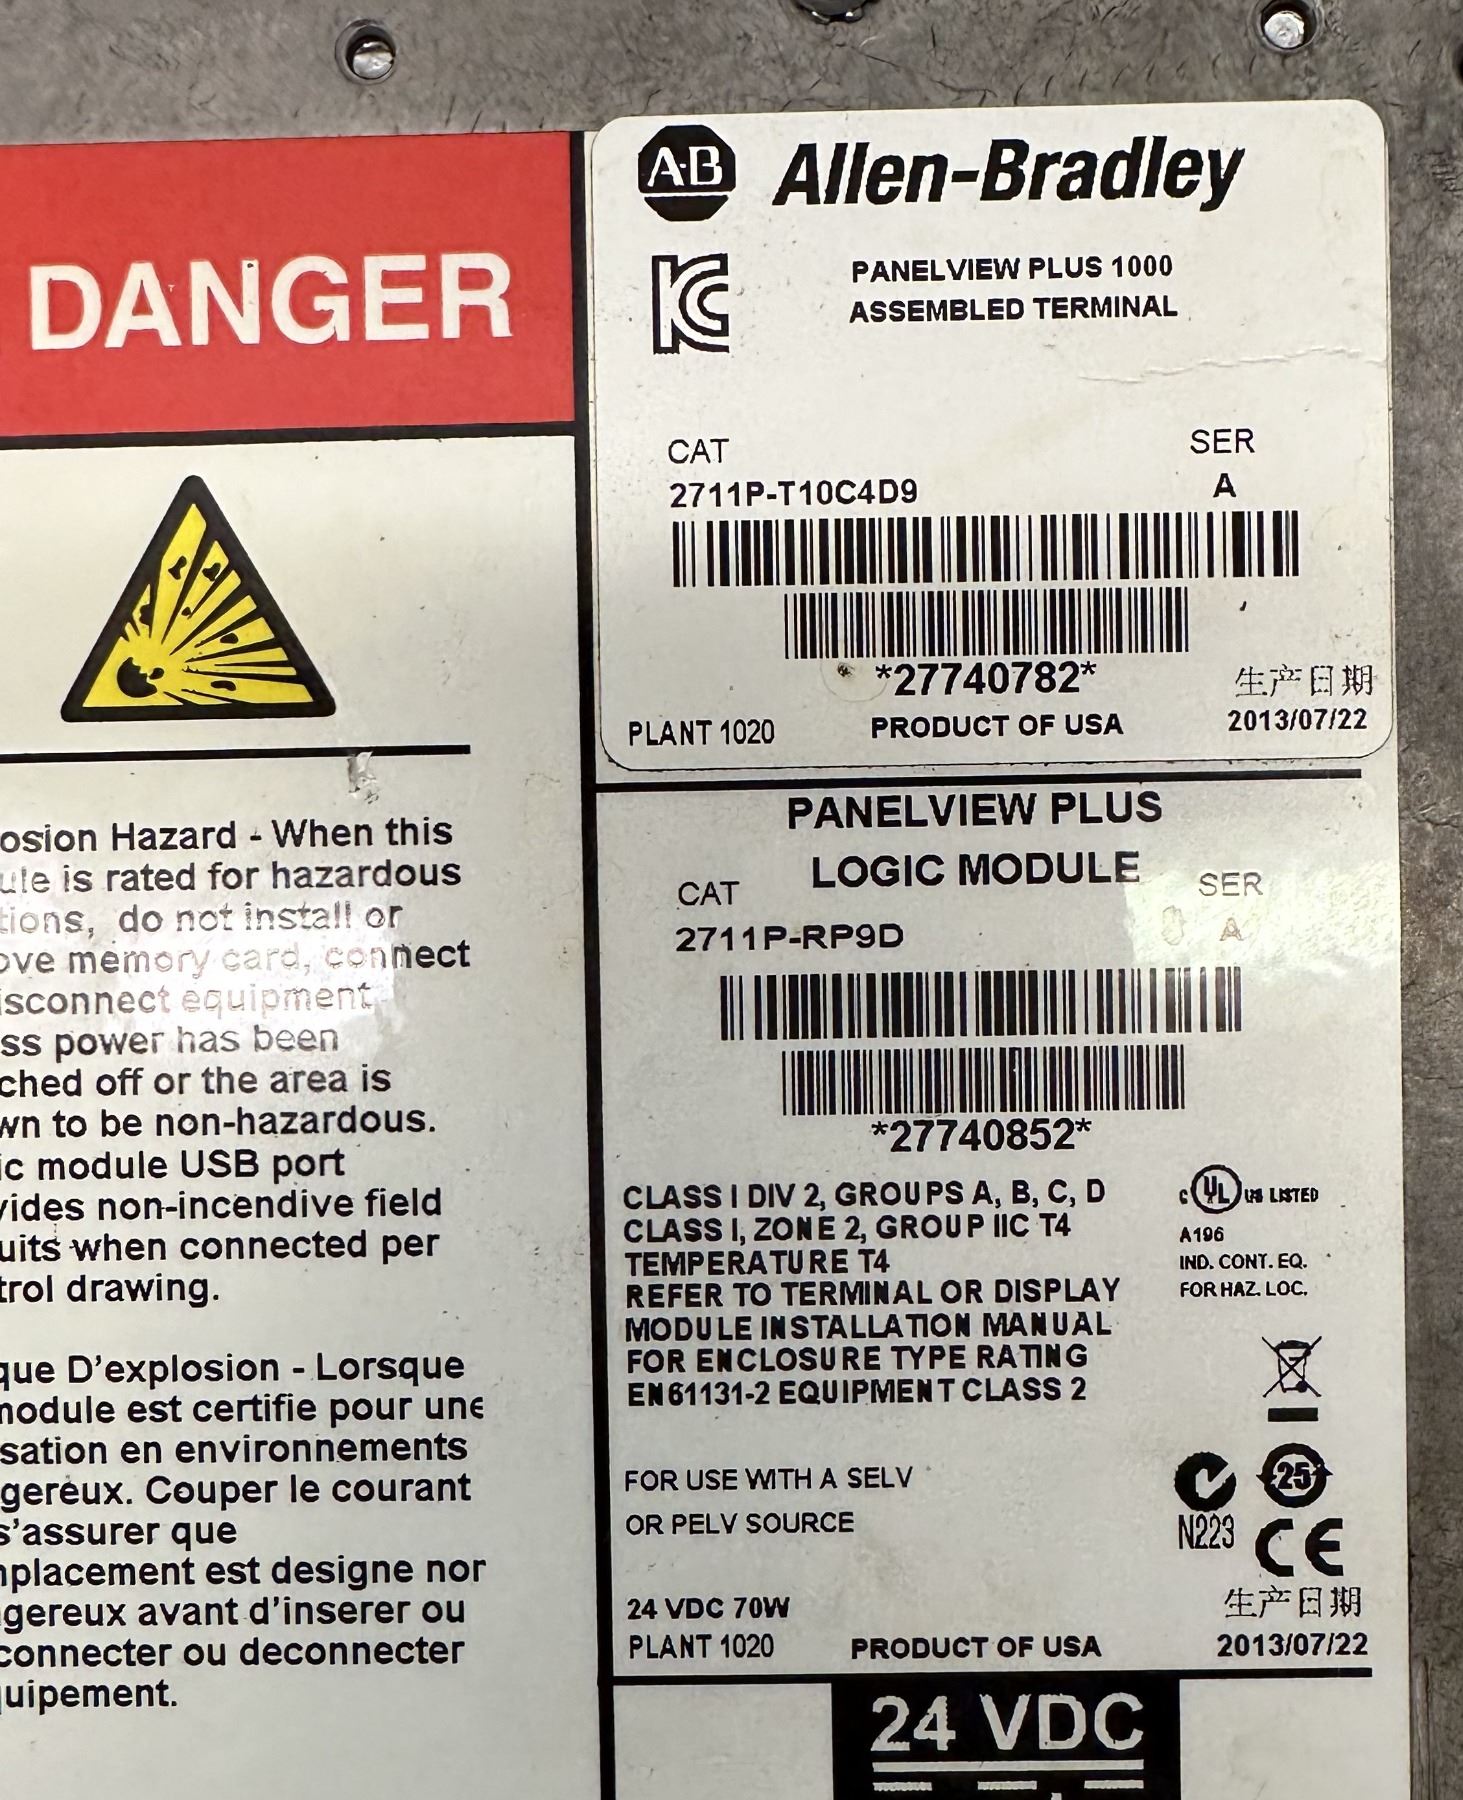 DANGER
osion Hazard - When this
ule is rated for hazardous
tions, do not install or
ove memory card, connect
isconnect equipment
ss power has been
ched off or the area is
wn to be non-hazardous.
ic module USB port
vides non-incendive field
uits when connected per
trol drawing.
que D'explosion - Lorsque
module est certifie pour une
sation en environnements
gereux. Couper le courant
s'assurer que
nplacement est designe nor
gereux avant d'inserer ou
connecter ou deconnecter
uipement.
A-B Allen-Bradley
KC
PANELVIEW PLUS 1000
ASSEMBLED TERMINAL
CAT SER
2711P-T10C4D9 A
*27740782*
生产日期
PLANT 1020 PRODUCT OF USA 2013/07/22
PANELVIEW PLUS
LOGIC MODULE
CAT SER
2711P-RP9D A
*27740852*
CLASS I DIV 2, GROUPS A, B, C, D
CLASS I, ZONE 2, GROUP IIC T4
TEMPERATURE T4
REFER TO TERMINAL OR DISPLAY
MODULE INSTALLATION MANUAL
FOR ENCLOSURE TYPE RATING
EN61131-2 EQUIPMENT CLASS 2
c UL us LISTED
A196
IND. CONT. EQ.
FOR HAZ. LOC.
FOR USE WITH A SELV
OR PELV SOURCE
25
N223
CE
24 VDC 70W
生产日期
PLANT 1020 PRODUCT OF USA 2013/07/22
24 VDC